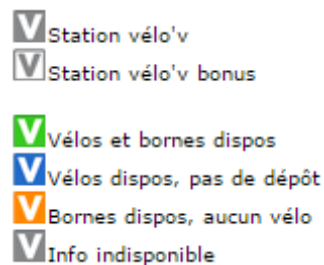 V Station vélo'v
V Station vélo'v bonus
V Vélos et bornes dispos
V Vélos dispos, pas de dépôt
V Bornes dispos, aucun vélo
V Info indisponible